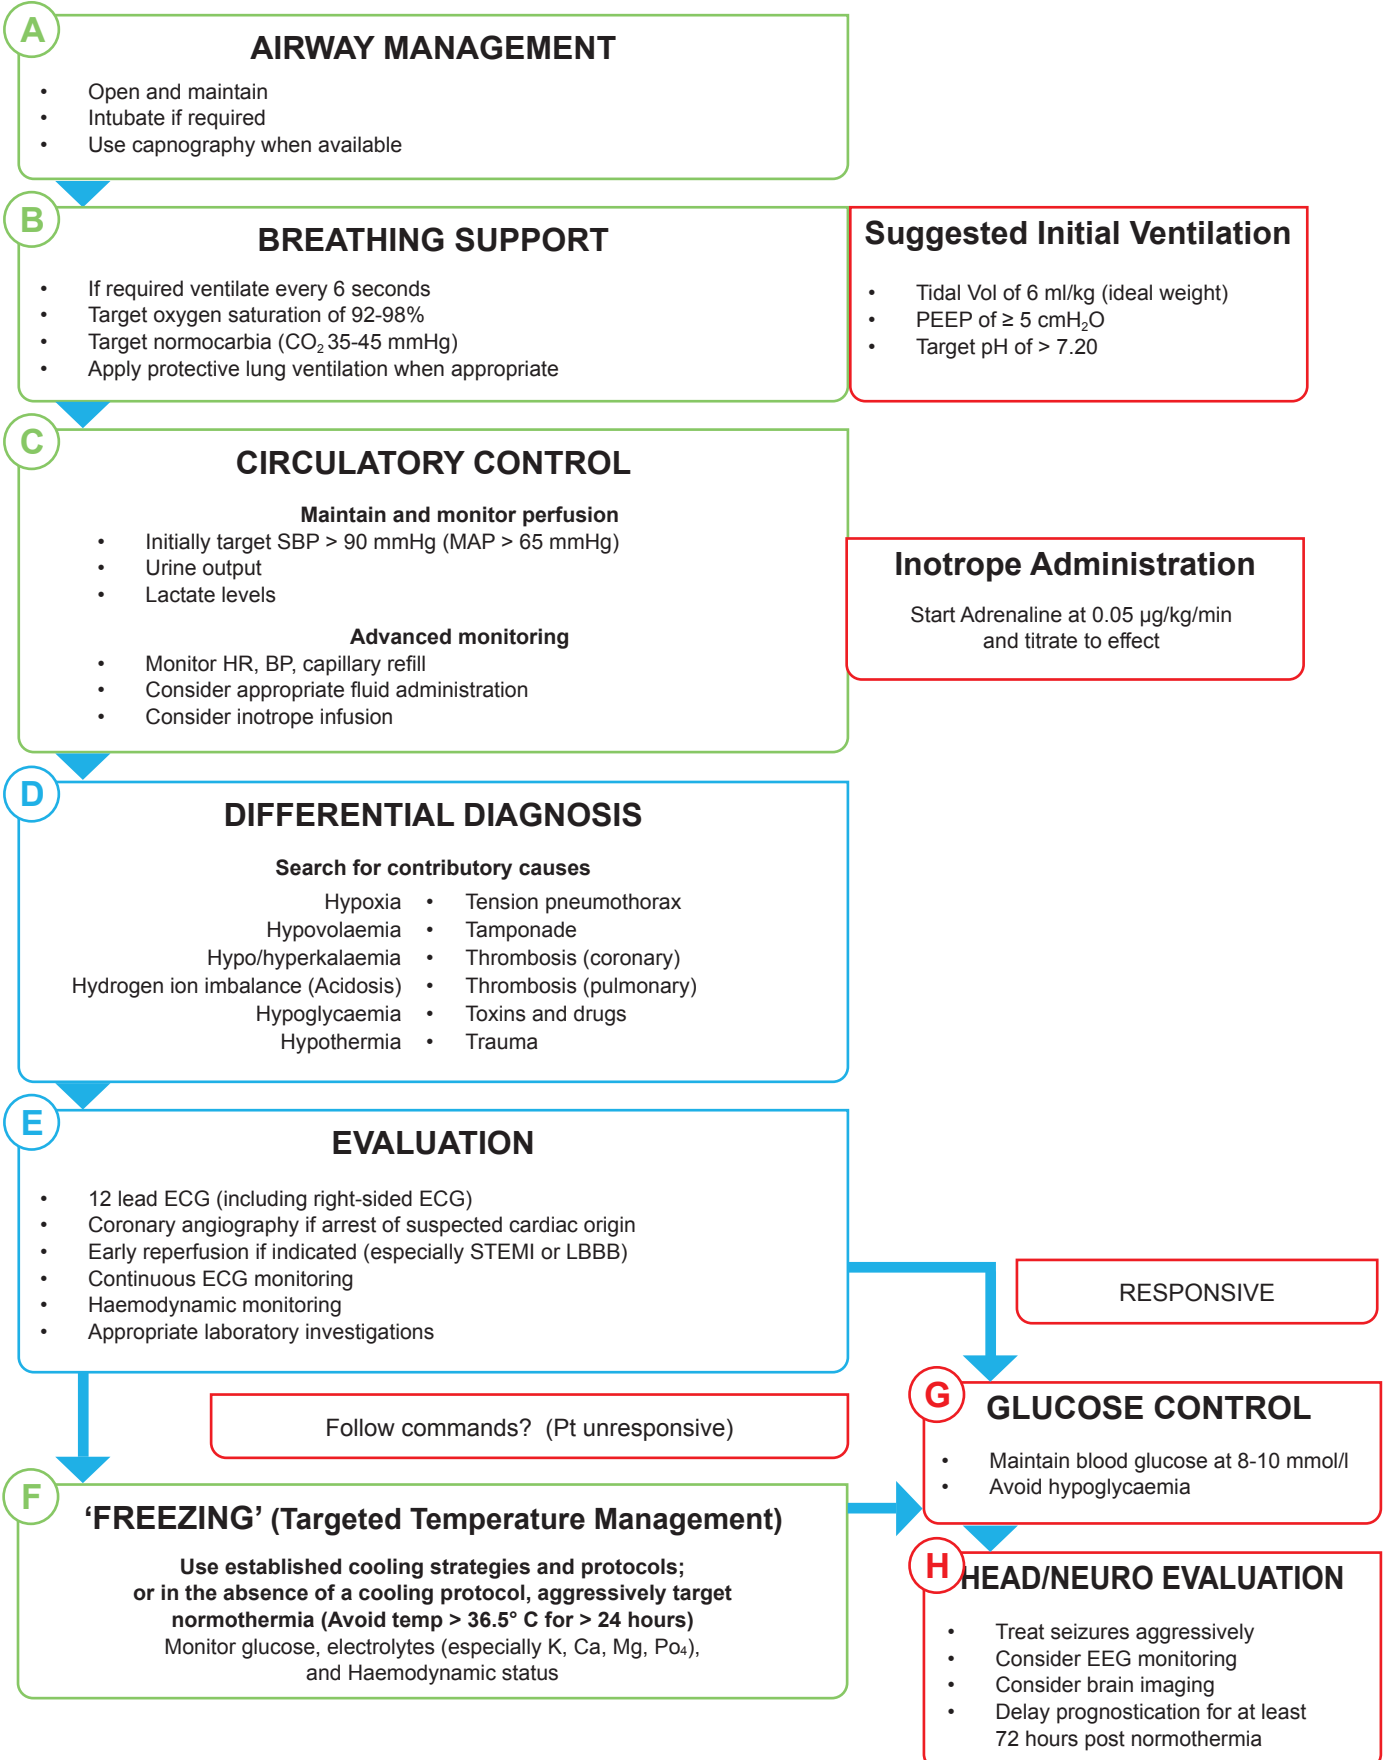 A
AIRWAY MANAGEMENT
• Open and maintain
• Intubate if required
• Use capnography when available
B
BREATHING SUPPORT
• If required ventilate every 6 seconds
• Target oxygen saturation of 92-98%
• Target normocarbia (CO₂ 35-45 mmHg)
• Apply protective lung ventilation when appropriate
Suggested Initial Ventilation
• Tidal Vol of 6 ml/kg (ideal weight)
• PEEP of ≥ 5 cmH₂O
• Target pH of > 7.20
C
CIRCULATORY CONTROL
Maintain and monitor perfusion
• Initially target SBP > 90 mmHg (MAP > 65 mmHg)
• Urine output
• Lactate levels
Advanced monitoring
• Monitor HR, BP, capillary refill
• Consider appropriate fluid administration
• Consider inotrope infusion
Inotrope Administration
Start Adrenaline at 0.05 µg/kg/min
and titrate to effect
D
DIFFERENTIAL DIAGNOSIS
Search for contributory causes
Hypoxia • Tension pneumothorax
Hypovolaemia • Tamponade
Hypo/hyperkalaemia • Thrombosis (coronary)
Hydrogen ion imbalance (Acidosis) • Thrombosis (pulmonary)
Hypoglycaemia • Toxins and drugs
Hypothermia • Trauma
E
EVALUATION
• 12 lead ECG (including right-sided ECG)
• Coronary angiography if arrest of suspected cardiac origin
• Early reperfusion if indicated (especially STEMI or LBBB)
• Continuous ECG monitoring
• Haemodynamic monitoring
• Appropriate laboratory investigations
RESPONSIVE
Follow commands? (Pt unresponsive)
F
‘FREEZING’ (Targeted Temperature Management)
Use established cooling strategies and protocols;
or in the absence of a cooling protocol, aggressively target
normothermia (Avoid temp > 36.5° C for > 24 hours)
Monitor glucose, electrolytes (especially K, Ca, Mg, Po₄),
and Haemodynamic status
G
GLUCOSE CONTROL
• Maintain blood glucose at 8-10 mmol/l
• Avoid hypoglycaemia
H
HEAD/NEURO EVALUATION
• Treat seizures aggressively
• Consider EEG monitoring
• Consider brain imaging
• Delay prognostication for at least
72 hours post normothermia